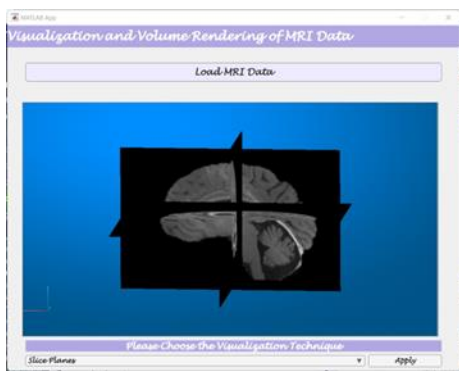 MATLAB App
Visualization and Volume Rendering of MRI Data
Load MRI Data
Please Choose the Visualization Technique
Slice Planes
Apply